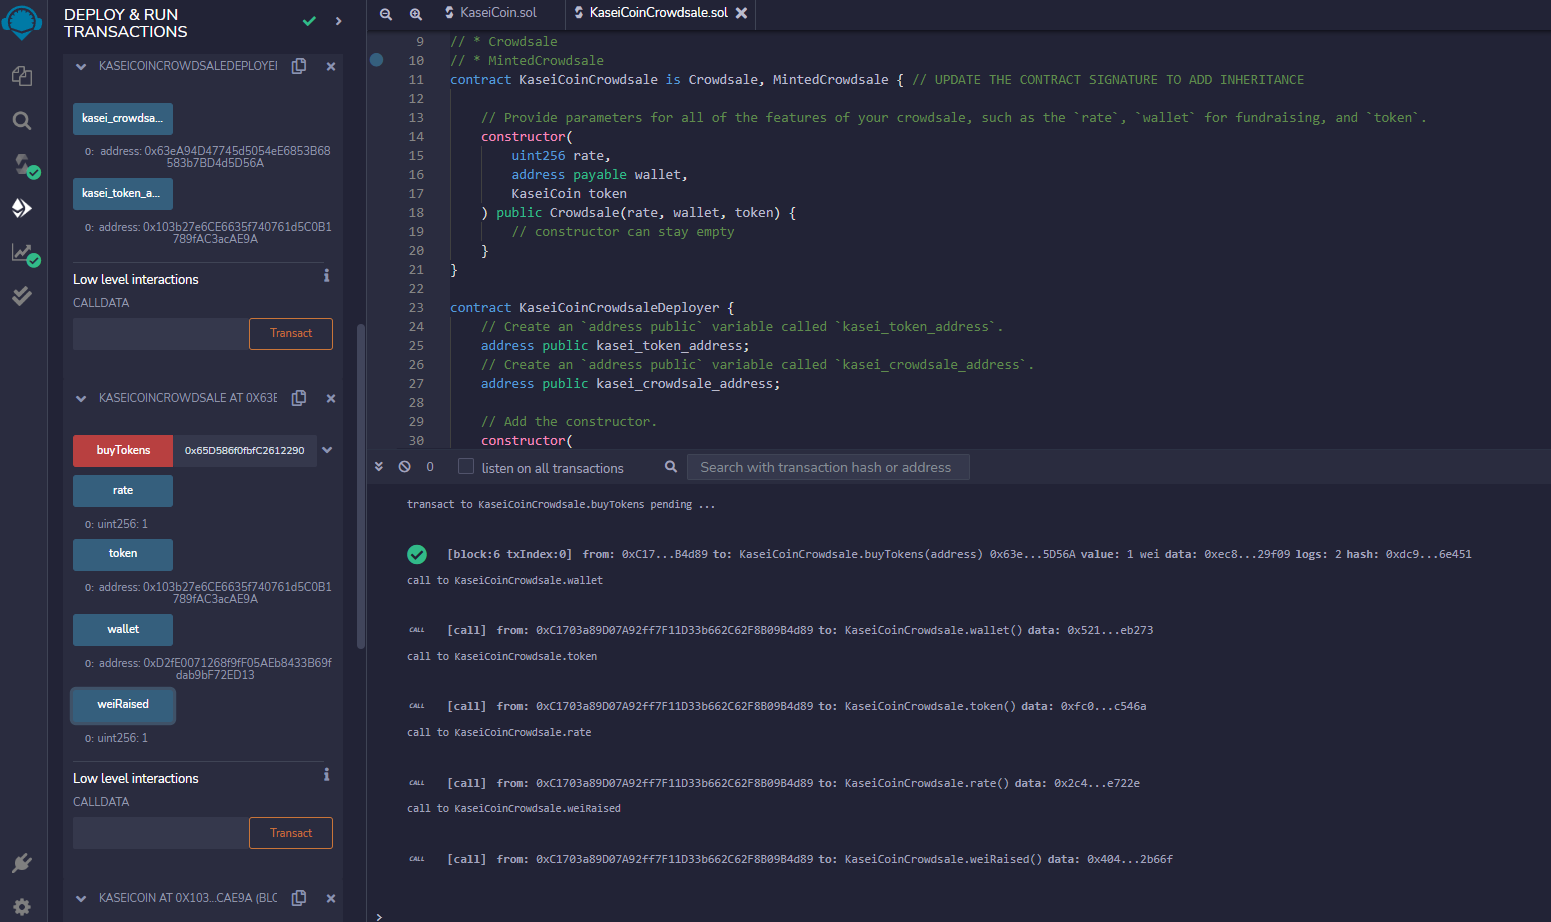 DEPLOY & RUN
TRANSACTIONS
KASEICOINCROWDSALEDEPLOYE
kasei_crowdsa...
0: address: 0x63eA94D47745d5054eE6853B68
583b7BD4d5D56A
kasei_token_a...
0: address: 0x103b27e6CE6635f740761d5C0B1
789fAC3acAE9A
Low level interactions
CALLDATA
Transact
KASEICOINCROWDSALE AT 0X63E
buyTokens 0x65D586f0fbfC2612290
rate
0: uint256: 1
token
0: address: 0x103b27e6CE6635f740761d5C0B1
789fAC3acAE9A
wallet
0: address: 0xD2fE0071268f9fF05AEb8433B69f
dab9bF72ED13
weiRaised
0: uint256: 1
Low level interactions
CALLDATA
Transact
KASEICOIN AT 0X103...CAE9A (BLC
KaseiCoin.sol KaseiCoinCrowdsale.sol
9 // * Crowdsale
10 // * MintedCrowdsale
11 contract KaseiCoinCrowdsale is Crowdsale, MintedCrowdsale { // UPDATE THE CONTRACT SIGNATURE TO ADD INHERITANCE
12
13 // Provide parameters for all of the features of your crowdsale, such as the `rate`, `wallet` for fundraising, and `token`.
14 constructor(
15 uint256 rate,
16 address payable wallet,
17 KaseiCoin token
18 ) public Crowdsale(rate, wallet, token) {
19 // constructor can stay empty
20 }
21 }
22
23 contract KaseiCoinCrowdsaleDeployer {
24 // Create an `address public` variable called `kasei_token_address`.
25 address public kasei_token_address;
26 // Create an `address public` variable called `kasei_crowdsale_address`.
27 address public kasei_crowdsale_address;
28
29 // Add the constructor.
30 constructor(
0 listen on all transactions Search with transaction hash or address
transact to KaseiCoinCrowdsale.buyTokens pending ...
[block:6 txIndex:0] from: 0xC17...B4d89 to: KaseiCoinCrowdsale.buyTokens(address) 0x63e...5D56A value: 1 wei data: 0xec8...29f09 logs: 2 hash: 0xdc9...6e451
call to KaseiCoinCrowdsale.wallet
CALL [call] from: 0xC1703a89D07A92ff7F11D33b662C62F8B09B4d89 to: KaseiCoinCrowdsale.wallet() data: 0x521...eb273
call to KaseiCoinCrowdsale.token
CALL [call] from: 0xC1703a89D07A92ff7F11D33b662C62F8B09B4d89 to: KaseiCoinCrowdsale.token() data: 0xfc0...c546a
call to KaseiCoinCrowdsale.rate
CALL [call] from: 0xC1703a89D07A92ff7F11D33b662C62F8B09B4d89 to: KaseiCoinCrowdsale.rate() data: 0x2c4...e722e
call to KaseiCoinCrowdsale.weiRaised
CALL [call] from: 0xC1703a89D07A92ff7F11D33b662C62F8B09B4d89 to: KaseiCoinCrowdsale.weiRaised() data: 0x404...2b66f
>